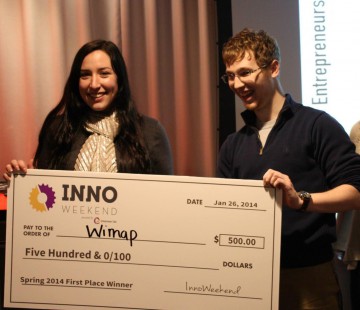 Entrepreneurs
INNO
WEEKEND
DATE Jan 26, 2014
PAY TO THE
ORDER OF Wimap $ 500.00
Five Hundred & 0/100 DOLLARS
Spring 2014 First Place Winner InnoWeekend